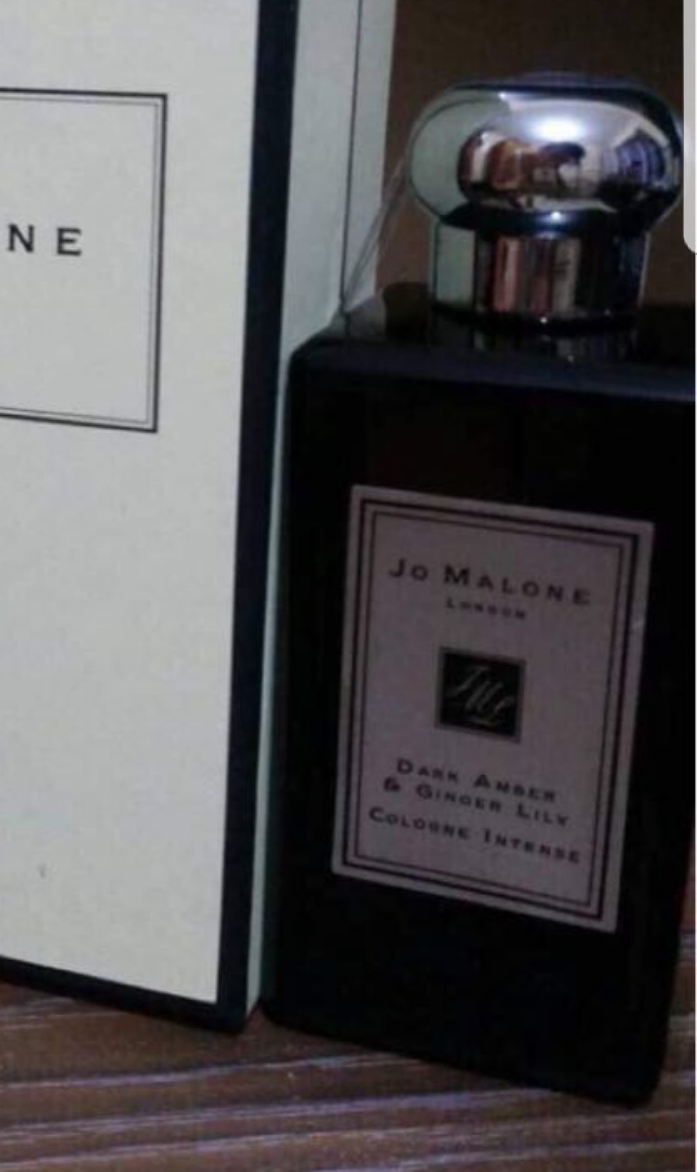 NE
Jo Malone
London
Dark Amber
& Ginger Lily
Cologne Intense